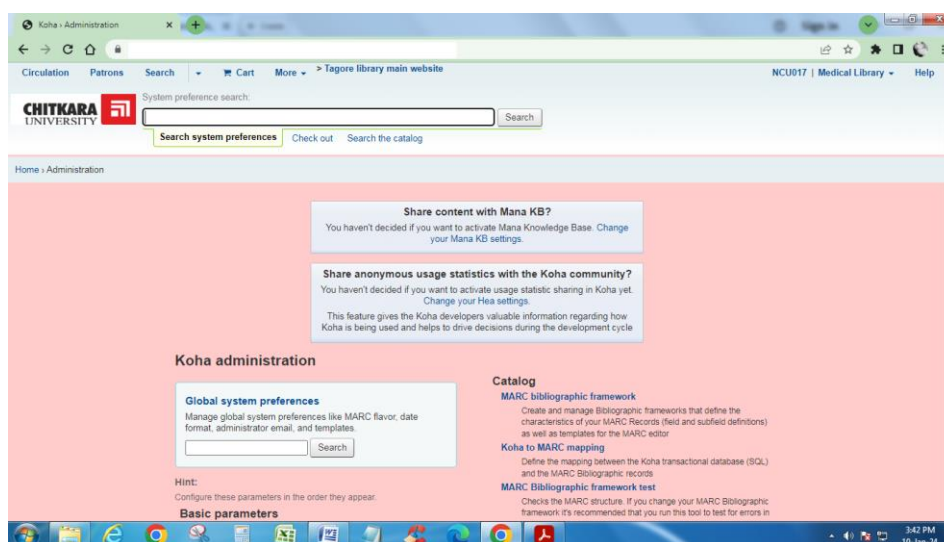 Koha › Administration
Sign in
Circulation Patrons Search Cart More > Tagore library main website NCU017 | Medical Library Help
System preference search:
CHITKARA
UNIVERSITY
Search
Search system preferences Check out Search the catalog
Home › Administration
Share content with Mana KB?
You haven't decided if you want to activate Mana Knowledge Base. Change
your Mana KB settings.
Share anonymous usage statistics with the Koha community?
You haven't decided if you want to activate usage statistic sharing in Koha yet.
Change your Hea settings.
This feature gives the Koha developers valuable information regarding how
Koha is being used and helps to drive decisions during the development cycle
Koha administration
Global system preferences
Manage global system preferences like MARC flavor, date
format, administrator email, and templates.
Search
Hint:
Configure these parameters in the order they appear.
Basic parameters
Catalog
MARC bibliographic framework
Create and manage Bibliographic frameworks that define the
characteristics of your MARC Records (field and subfield definitions)
as well as templates for the MARC editor
Koha to MARC mapping
Define the mapping between the Koha transactional database (SQL)
and the MARC Bibliographic records
MARC Bibliographic framework test
Checks the MARC structure. If you change your MARC Bibliographic
framework it's recommended that you run this tool to test for errors in
3:42 PM
10-Jan-24